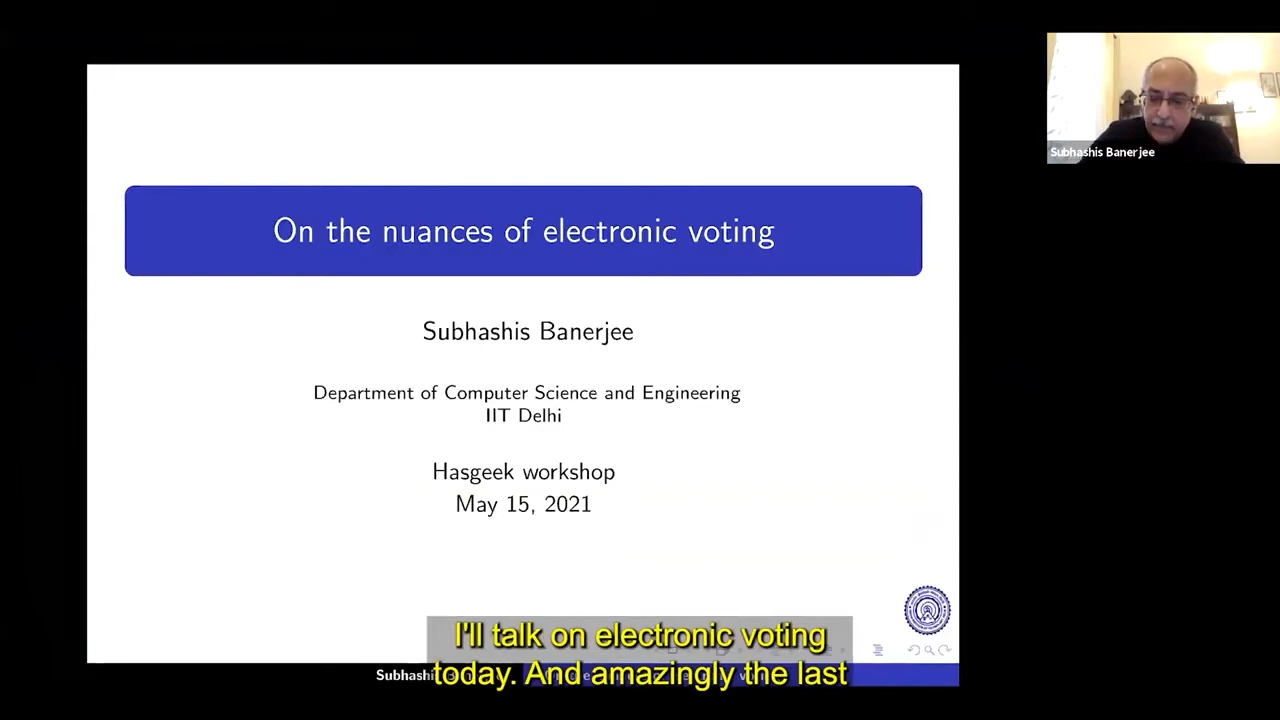 On the nuances of electronic voting
Subhashis Banerjee
Department of Computer Science and Engineering
IIT Delhi
Hasgeek workshop
May 15, 2021
Subhashis Banerjee
I'll talk on electronic voting
today. And amazingly the last